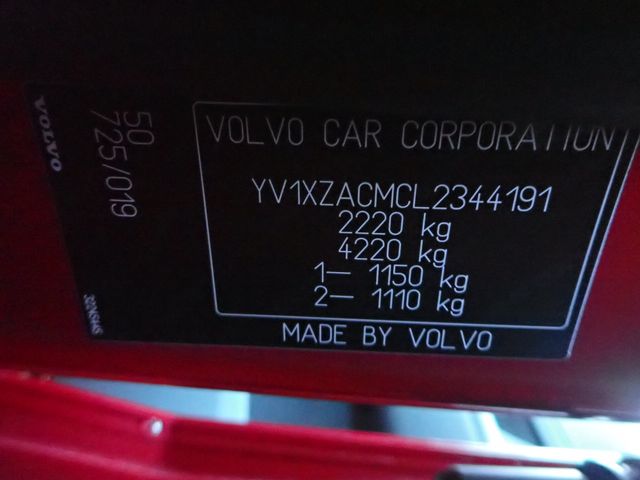 VOLVO
50
725/019
VOLVO CAR CORPORATION
YV1XZACMCL2344191
2220 kg
4220 kg
1— 1150 kg
2— 1110 kg
MADE BY VOLVO